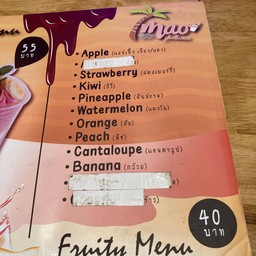 enu
55
บาท
Mao
• Apple (แอปเปิ้ล เขียว/แดง)
• Strawberry (สตอเบอร์รี่)
• Kiwi (กีวี่)
• Pineapple (สับปะรด)
• Watermelon (แตงโม)
• Orange (ส้ม)
• Peach (พีช)
• Cantaloupe (แคนตาลูป)
• Banana (กล้วย)
40
บาท
Fruity Menu